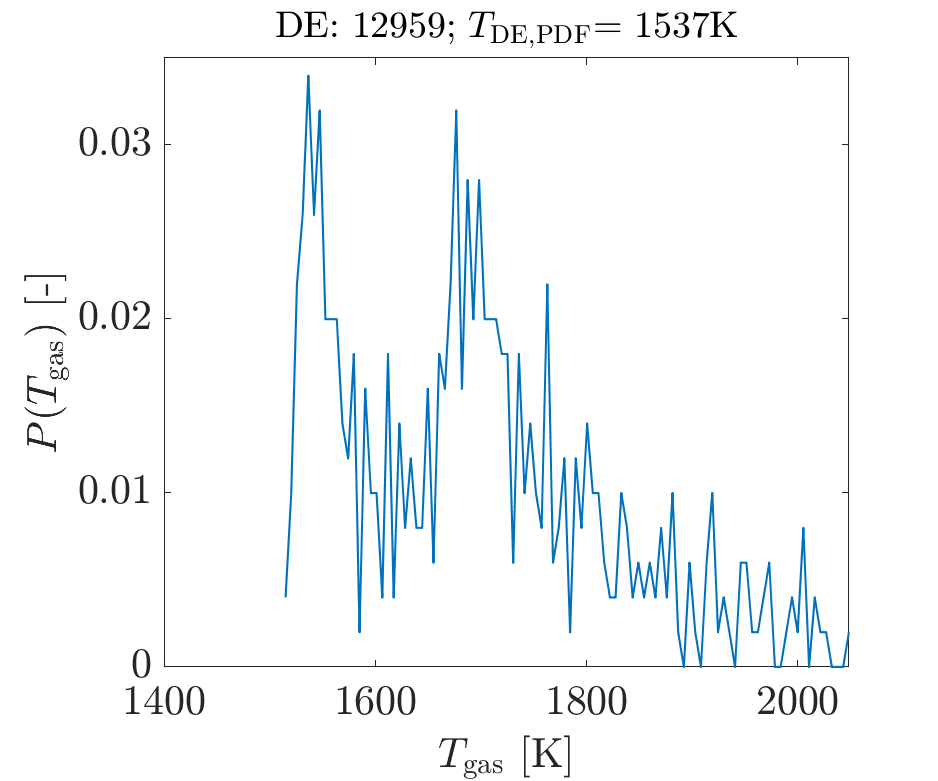 DE: 12959; T_DE,PDF= 1537K
0.03
0.02
0.01
0
P(T_gas) [-]
1400 1600 1800 2000
T_gas [K]